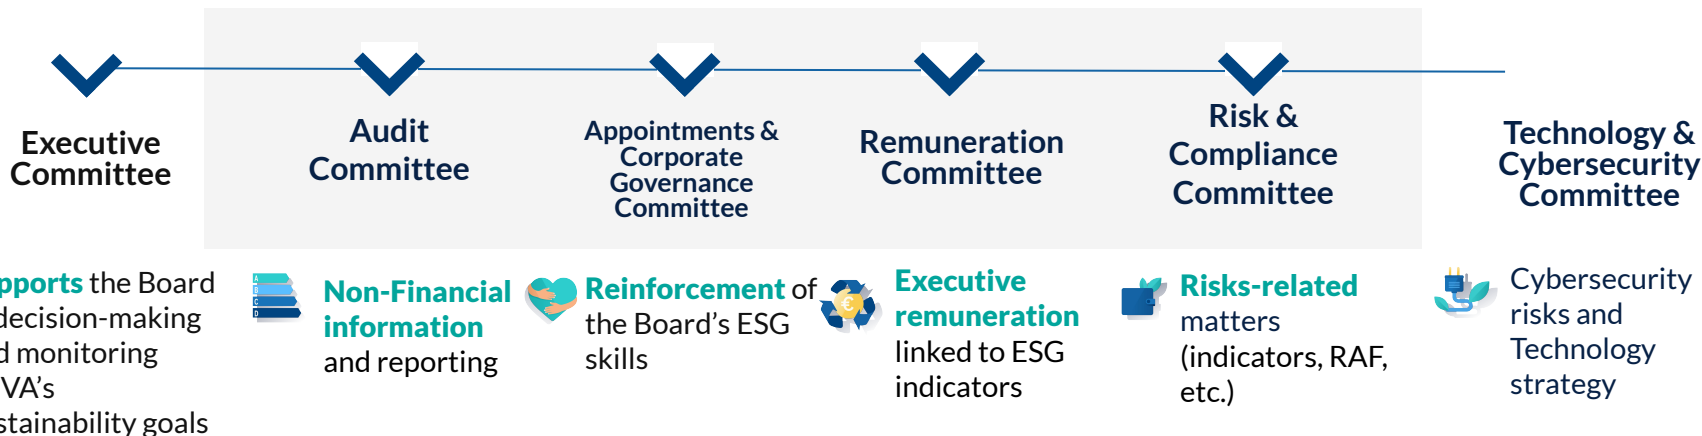 Executive
Committee
Audit
Committee
Appointments &
Corporate
Governance
Committee
Remuneration
Committee
Risk &
Compliance
Committee
Technology &
Cybersecurity
Committee
pports the Board
decision-making
d monitoring
VA's
stainability goals
A
B
C
D
Non-Financial
information
and reporting
Reinforcement of
the Board's ESG
skills
€
Executive
remuneration
linked to ESG
indicators
Risks-related
matters
(indicators, RAF,
etc.)
Cybersecurity
risks and
Technology
strategy